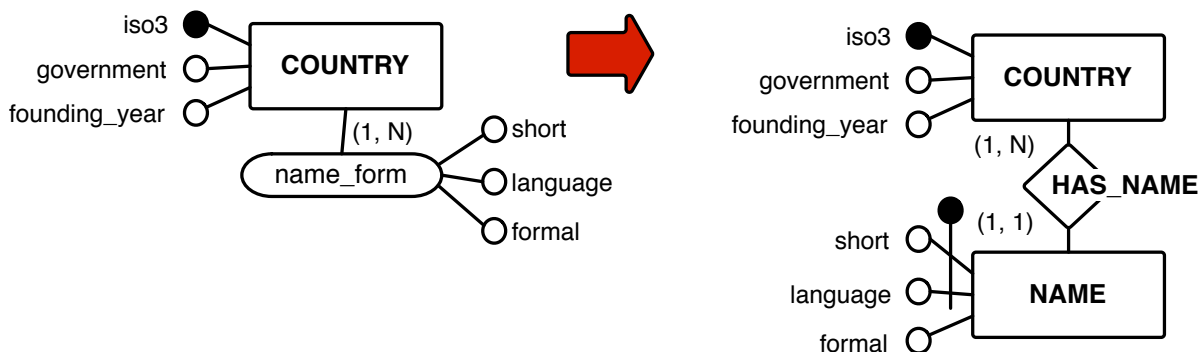 iso3
government
founding_year
COUNTRY
(1, N)
name_form
short
language
formal
iso3
government
founding_year
COUNTRY
(1, N)
HAS_NAME
(1, 1)
short
language
formal
NAME